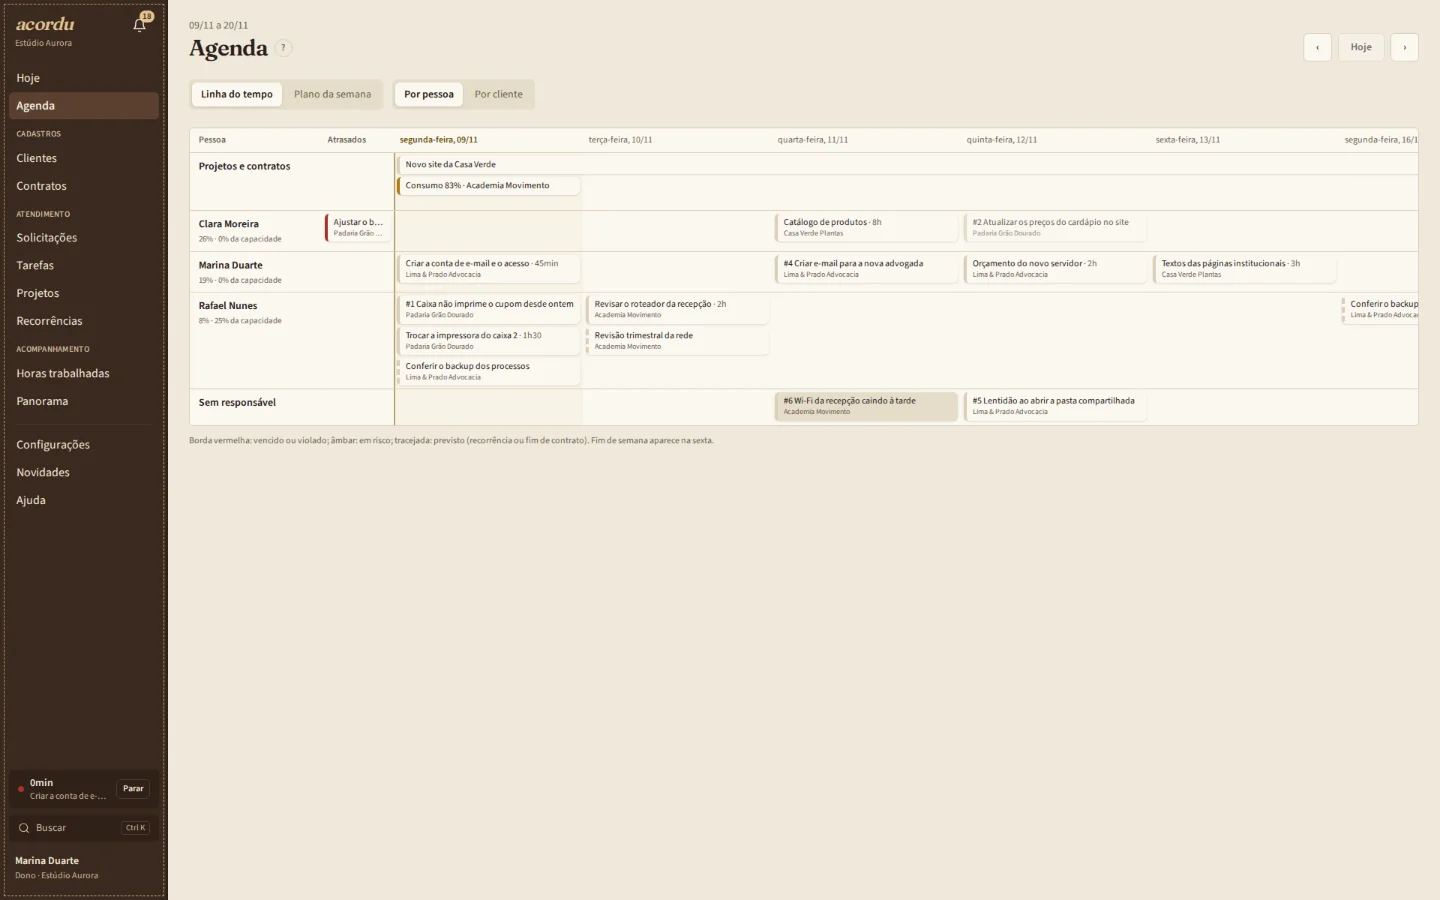 acordu
18
Estúdio Aurora
Hoje
Agenda
CADASTROS
Clientes
Contratos
ATENDIMENTO
Solicitações
Tarefas
Projetos
Recorrências
ACOMPANHAMENTO
Horas trabalhadas
Panorama
Configurações
Novidades
Ajuda
0min
Criar a conta de e-...
Parar
Buscar
Ctrl K
Marina Duarte
Dono · Estúdio Aurora
09/11 a 20/11
Agenda ?
‹ Hoje ›
Linha do tempo Plano da semana Por pessoa Por cliente
Pessoa Atrasados segunda-feira, 09/11 terça-feira, 10/11 quarta-feira, 11/11 quinta-feira, 12/11 sexta-feira, 13/11 segunda-feira, 16/1
Projetos e contratos
Novo site da Casa Verde
Consumo 83% · Academia Movimento
Clara Moreira
26% · 0% da capacidade
Ajustar o b...
Padaria Grão ...
Catálogo de produtos · 8h
Casa Verde Plantas
#2 Atualizar os preços do cardápio no site
Padaria Grão Dourado
Marina Duarte
19% · 0% da capacidade
Criar a conta de e-mail e o acesso · 45min
Lima & Prado Advocacia
#4 Criar e-mail para a nova advogada
Lima & Prado Advocacia
Orçamento do novo servidor · 2h
Lima & Prado Advocacia
Textos das páginas institucionais · 3h
Casa Verde Plantas
Rafael Nunes
8% · 25% da capacidade
#1 Caixa não imprime o cupom desde ontem
Padaria Grão Dourado
Trocar a impressora do caixa 2 · 1h30
Padaria Grão Dourado
Conferir o backup dos processos
Lima & Prado Advocacia
Revisar o roteador da recepção · 2h
Academia Movimento
Revisão trimestral da rede
Academia Movimento
Conferir o backup
Lima & Prado Advocac
Sem responsável
#6 Wi-Fi da recepção caindo à tarde
Academia Movimento
#5 Lentidão ao abrir a pasta compartilhada
Lima & Prado Advocacia
Borda vermelha: vencido ou violado; âmbar: em risco; tracejada: previsto (recorrência ou fim de contrato). Fim de semana aparece na sexta.